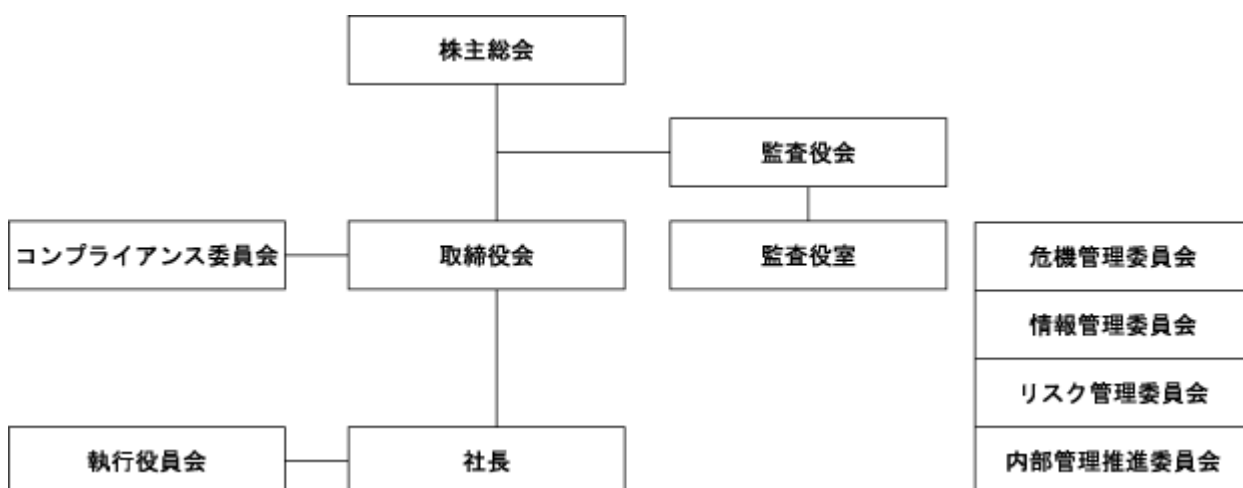 株主総会
監査役会
コンプライアンス委員会
取締役会
監査役室
危機管理委員会
情報管理委員会
リスク管理委員会
執行役員会
社長
内部管理推進委員会